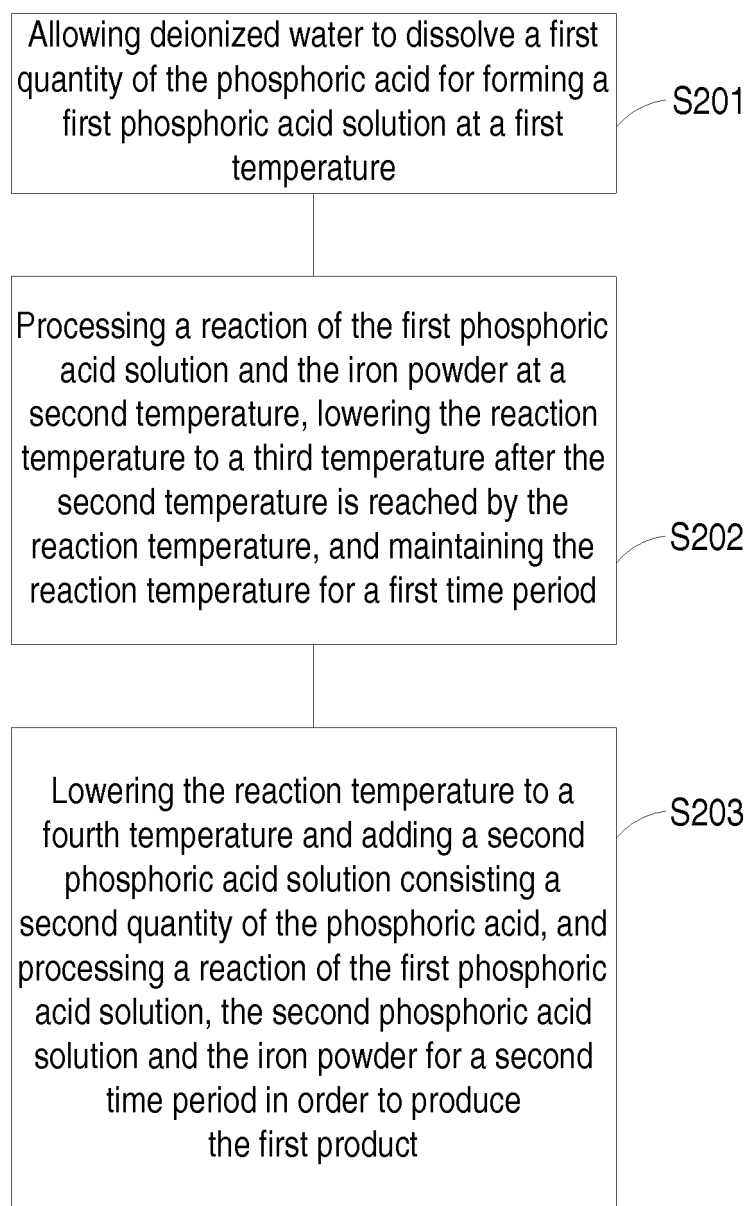 Allowing deionized water to dissolve a first
quantity of the phosphoric acid for forming a
first phosphoric acid solution at a first
temperature
S201
Processing a reaction of the first phosphoric
acid solution and the iron powder at a
second temperature, lowering the reaction
temperature to a third temperature after the
second temperature is reached by the
reaction temperature, and maintaining the
reaction temperature for a first time period
S202
Lowering the reaction temperature to a
fourth temperature and adding a second
phosphoric acid solution consisting a
second quantity of the phosphoric acid, and
processing a reaction of the first phosphoric
acid solution, the second phosphoric acid
solution and the iron powder for a second
time period in order to produce
the first product
S203